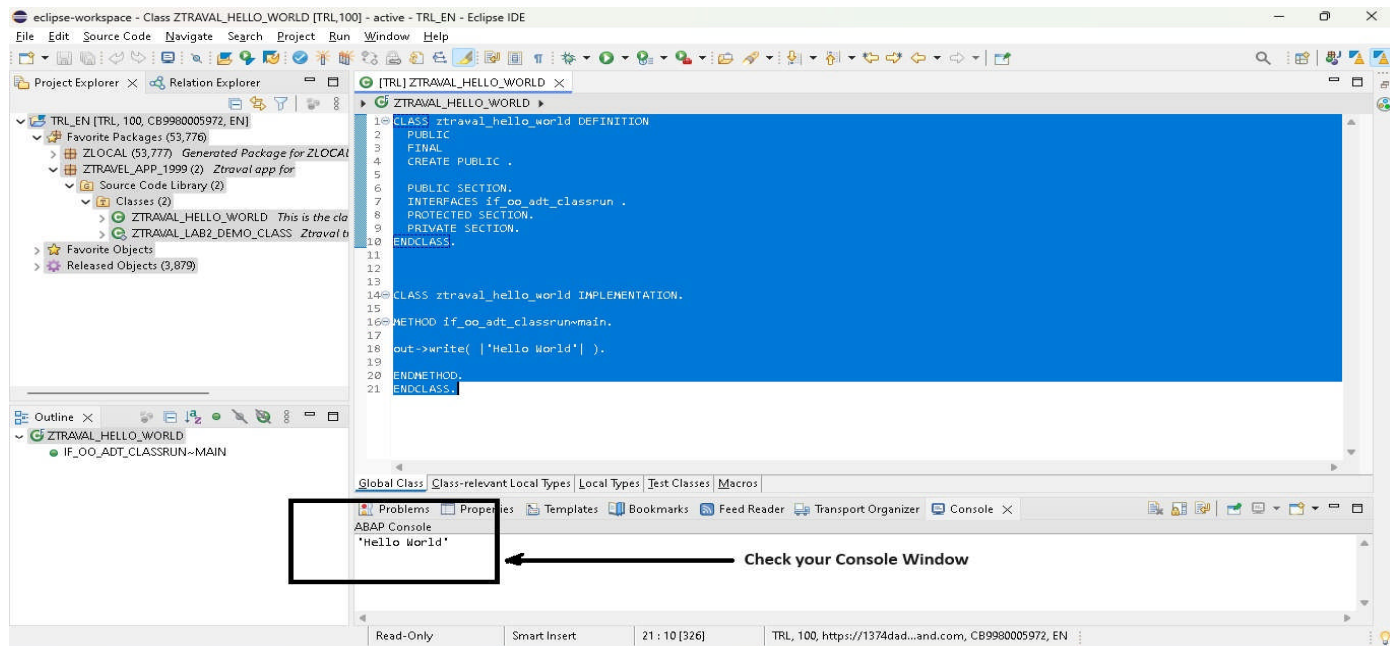 eclipse-workspace - Class ZTRAVAL_HELLO_WORLD [TRL,100] - active - TRL_EN - Eclipse IDE
File Edit Source Code Navigate Search Project Run Window Help
Project Explorer Relation Explorer
TRL_EN [TRL, 100, CB9980005972, EN]
Favorite Packages (53,776)
ZLOCAL (53,777) Generated Package for ZLOCAL
ZTRAVEL_APP_1999 (2) Ztraval app for
Source Code Library (2)
Classes (2)
ZTRAVAL_HELLO_WORLD This is the cla
ZTRAVAL_LAB2_DEMO_CLASS Ztraval t
Favorite Objects
Released Objects (3,879)
Outline
ZTRAVAL_HELLO_WORLD
IF_OO_ADT_CLASSRUN~MAIN
[TRL] ZTRAVAL_HELLO_WORLD
ZTRAVAL_HELLO_WORLD
1 CLASS ztraval_hello_world DEFINITION
2 PUBLIC
3 FINAL
4 CREATE PUBLIC .
5
6 PUBLIC SECTION.
7 INTERFACES if_oo_adt_classrun .
8 PROTECTED SECTION.
9 PRIVATE SECTION.
10 ENDCLASS.
11
12
13
14 CLASS ztraval_hello_world IMPLEMENTATION.
15
16 METHOD if_oo_adt_classrun~main.
17
18 out->write( |'Hello World'| ).
19
20 ENDMETHOD.
21 ENDCLASS.
Global Class Class-relevant Local Types Local Types Test Classes Macros
Problems Properties Templates Bookmarks Feed Reader Transport Organizer Console
ABAP Console
'Hello World'
Check your Console Window
Read-Only Smart Insert 21 : 10 [326] TRL, 100, https://1374dad...and.com, CB9980005972, EN